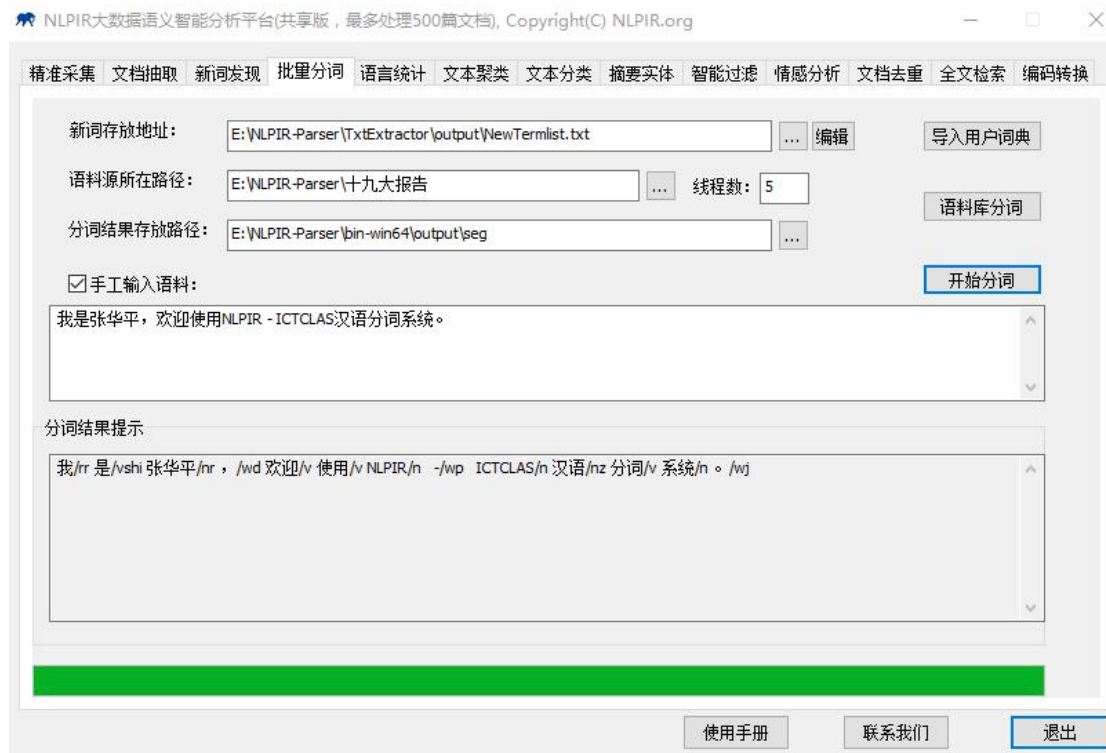 NLPIR大数据语义智能分析平台(共享版，最多处理500篇文档), Copyright(C) NLPIR.org
精准采集 文档抽取 新词发现 批量分词 语言统计 文本聚类 文本分类 摘要实体 智能过滤 情感分析 文档去重 全文检索 编码转换
新词存放地址： E:\NLPIR-Parser\TxtExtractor\output\NewTermlist.txt ... 编辑 导入用户词典
语料源所在路径： E:\NLPIR-Parser\十九大报告 ... 线程数： 5
语料库分词
分词结果存放路径： E:\NLPIR-Parser\bin-win64\output\seg ...
手工输入语料： 开始分词
我是张华平，欢迎使用NLPIR - ICTCLAS汉语分词系统。
分词结果提示
我/rr 是/vshi 张华平/nr ，/wd 欢迎/v 使用/v NLPIR/n -/wp ICTCLAS/n 汉语/nz 分词/v 系统/n 。/wj
使用手册 联系我们 退出